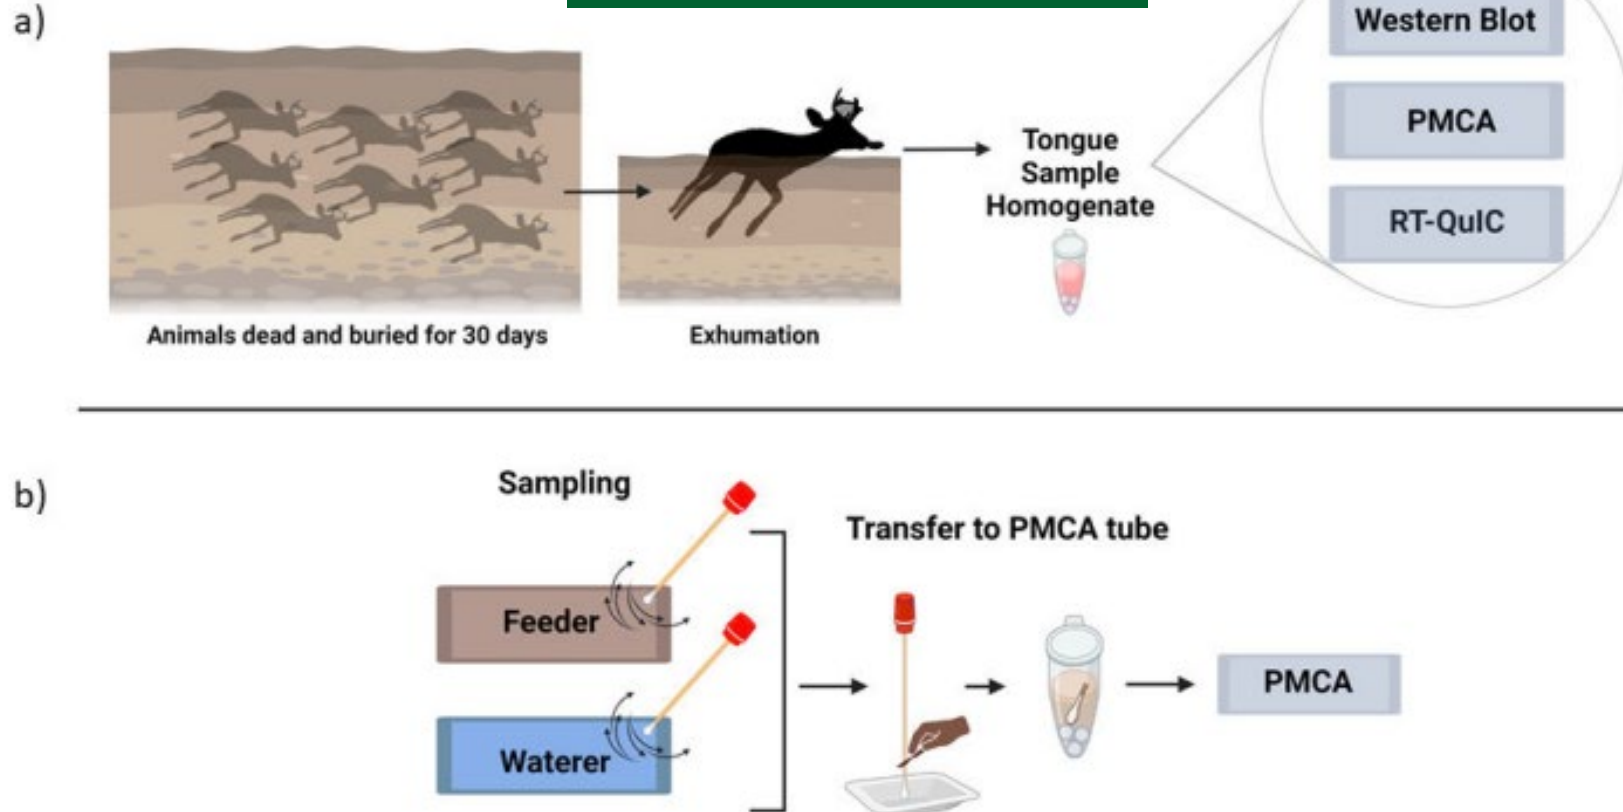 a)
Western Blot
PMCA
RT-QuIC
Tongue
Sample
Homogenate
Animals dead and buried for 30 days
Exhumation
b)
Sampling
Transfer to PMCA tube
Feeder
Waterer
PMCA